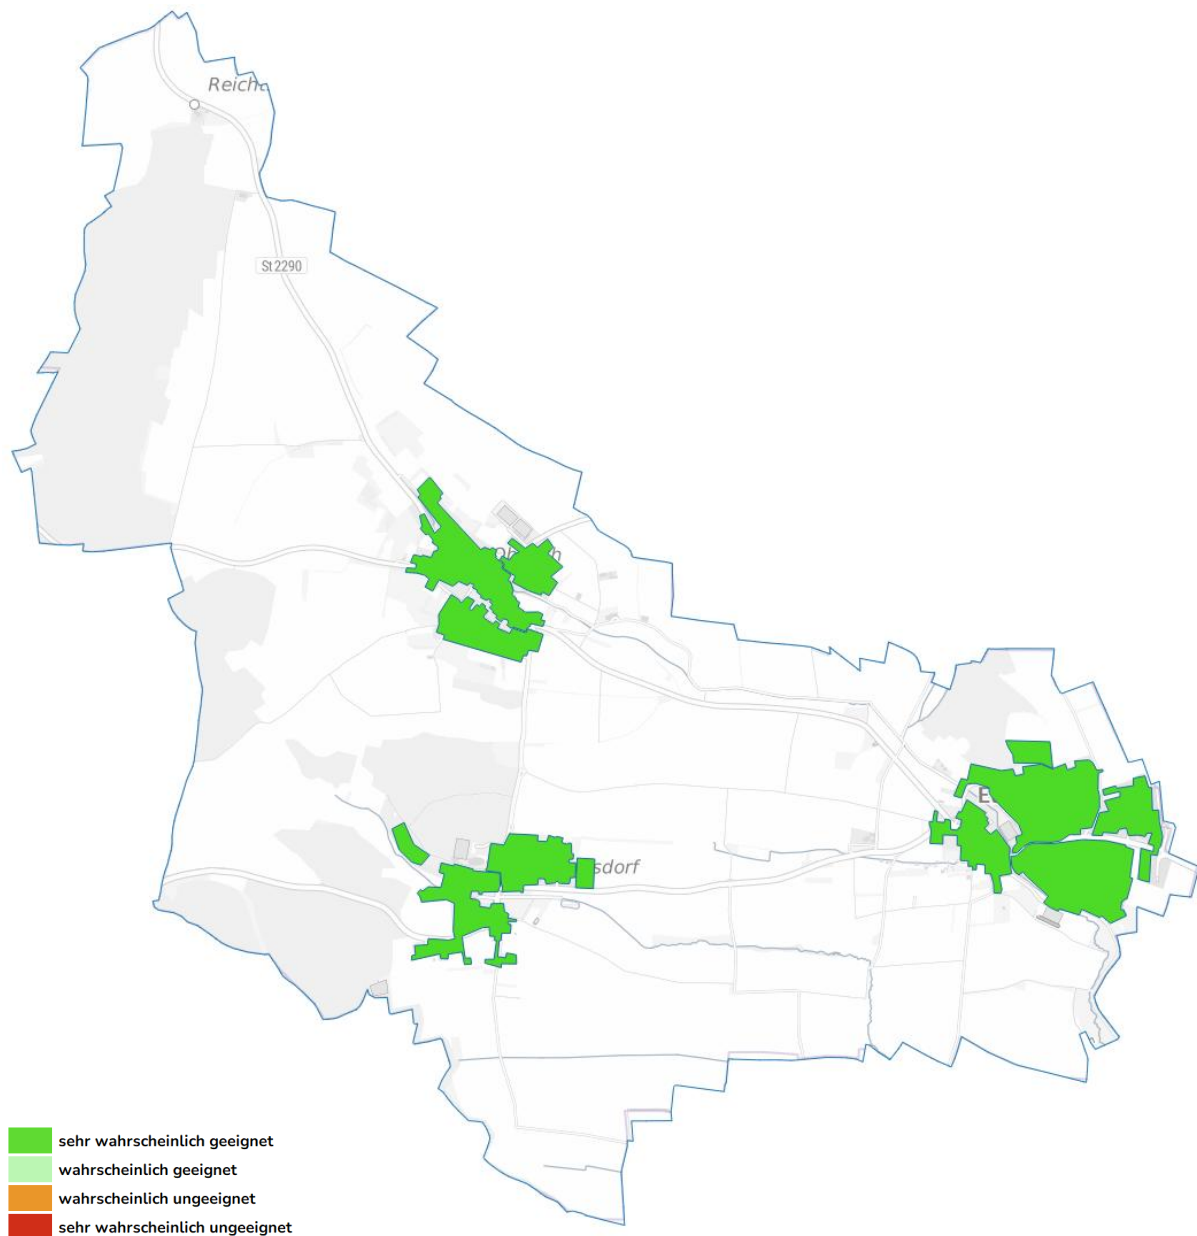 Reich
St 2290
sdorf
sehr wahrscheinlich geeignet
wahrscheinlich geeignet
wahrscheinlich ungeeignet
sehr wahrscheinlich ungeeignet